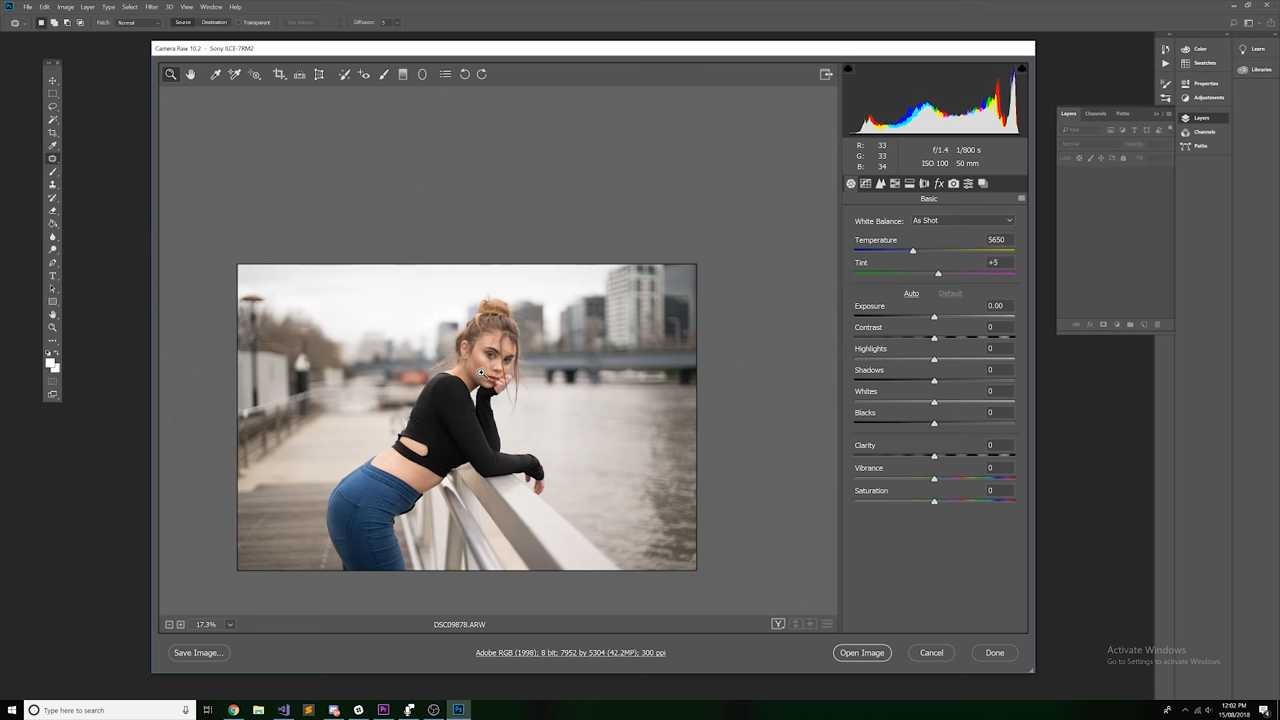 File Edit Image Layer Type Select Filter 3D View Window Help
Patch: Normal Source Destination Transparent Use Pattern Diffusion: 5
Camera Raw 10.2 - Sony ILCE-7RM2
Color
Swatches
Learn
Libraries
Properties
Adjustments
Layers
Channels
Paths
Layers Channels Paths
Kind
Normal Opacity:
Lock: Fill:
R: 33
G: 33
B: 34
f/1.4 1/800 s
ISO 100 50 mm
Basic
White Balance: As Shot
Temperature 5650
Tint +5
Auto Default
Exposure 0.00
Contrast 0
Highlights 0
Shadows 0
Whites 0
Blacks 0
Clarity 0
Vibrance 0
Saturation 0
17.3%
DSC09878.ARW
Y
Save Image...
Adobe RGB (1998); 8 bit; 7952 by 5304 (42.2MP); 300 ppi
Open Image Cancel Done
Activate Windows
Go to Settings to activate Windows.
Type here to search
12:02 PM
15/08/2018